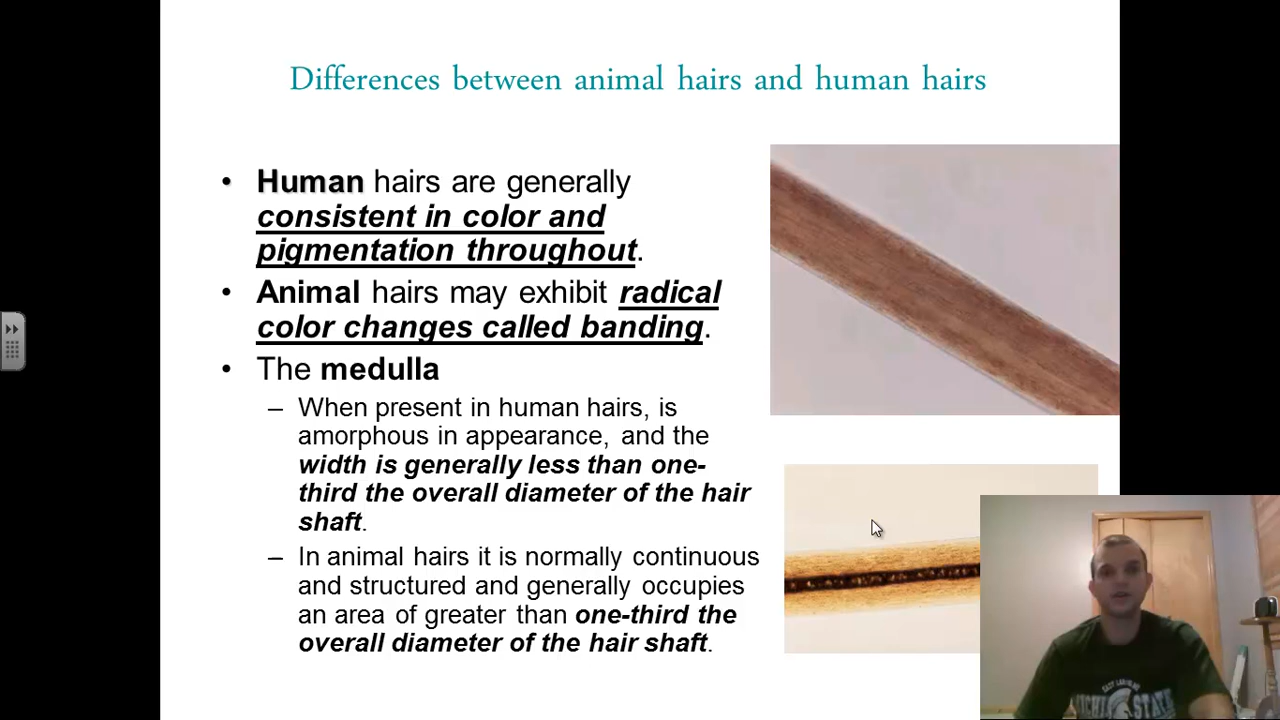 Differences between animal hairs and human hairs
• Human hairs are generally
consistent in color and
pigmentation throughout.
• Animal hairs may exhibit radical
color changes called banding.
• The medulla
– When present in human hairs, is
amorphous in appearance, and the
width is generally less than one-
third the overall diameter of the hair
shaft.
– In animal hairs it is normally continuous
and structured and generally occupies
an area of greater than one-third the
overall diameter of the hair shaft.
STATE